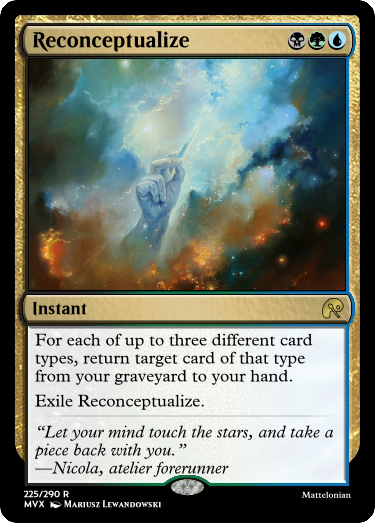 Reconceptualize
Instant
For each of up to three different card
types, return target card of that type
from your graveyard to your hand.
Exile Reconceptualize.
“Let your mind touch the stars, and take a
piece back with you.”
—Nicola, atelier forerunner
225/290 R
MVX Mariusz Lewandowski
Mattelonian